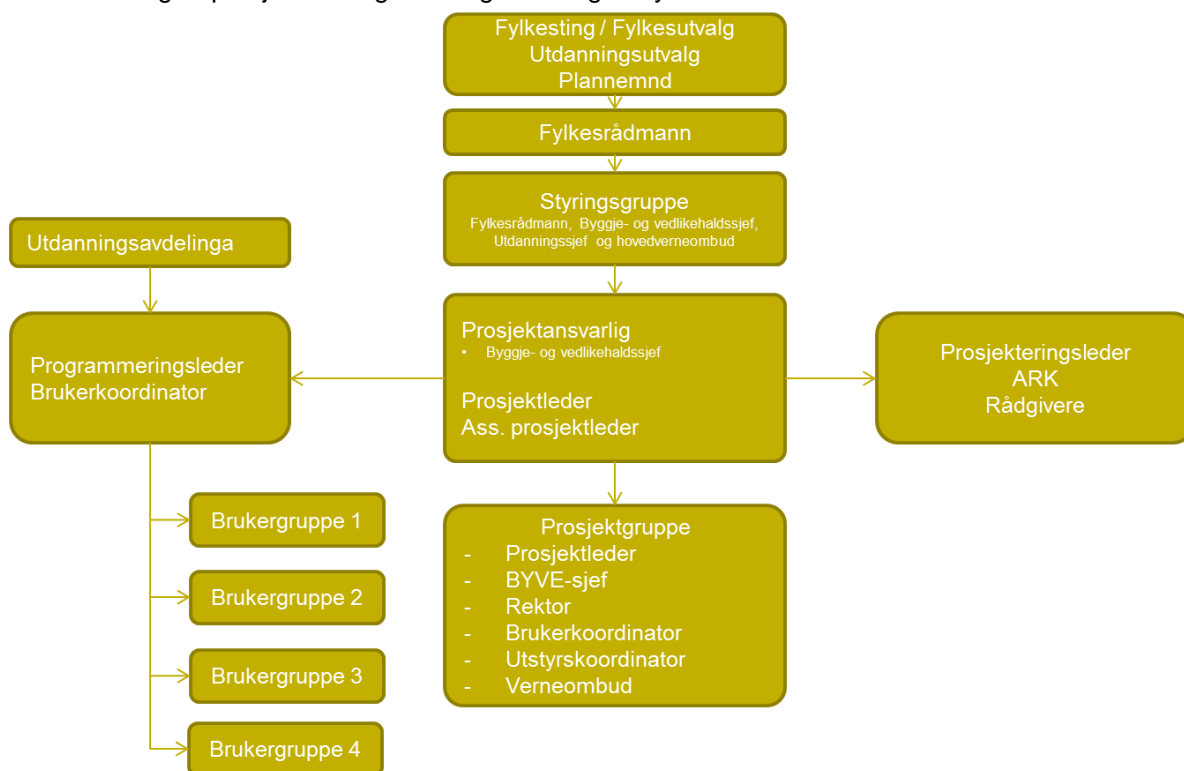 Fylkesting / Fylkesutvalg
Utdanningsutvalg
Plannemnd
Fylkesrådmann
Styringsgruppe
Fylkesrådmann, Byggje- og vedlikehaldssjef,
Utdanningssjef og hovedverneombud
Utdanningsavdelinga
Programmeringsleder
Brukerkoordinator
Prosjektansvarlig
• Byggje- og vedlikehaldssjef
Prosjektleder
Ass. prosjektleder
Prosjekteringsleder
ARK
Rådgivere
Brukergruppe 1
Brukergruppe 2
Brukergruppe 3
Brukergruppe 4
Prosjektgruppe
- Prosjektleder
- BYVE-sjef
- Rektor
- Brukerkoordinator
- Utstyrskoordinator
- Verneombud